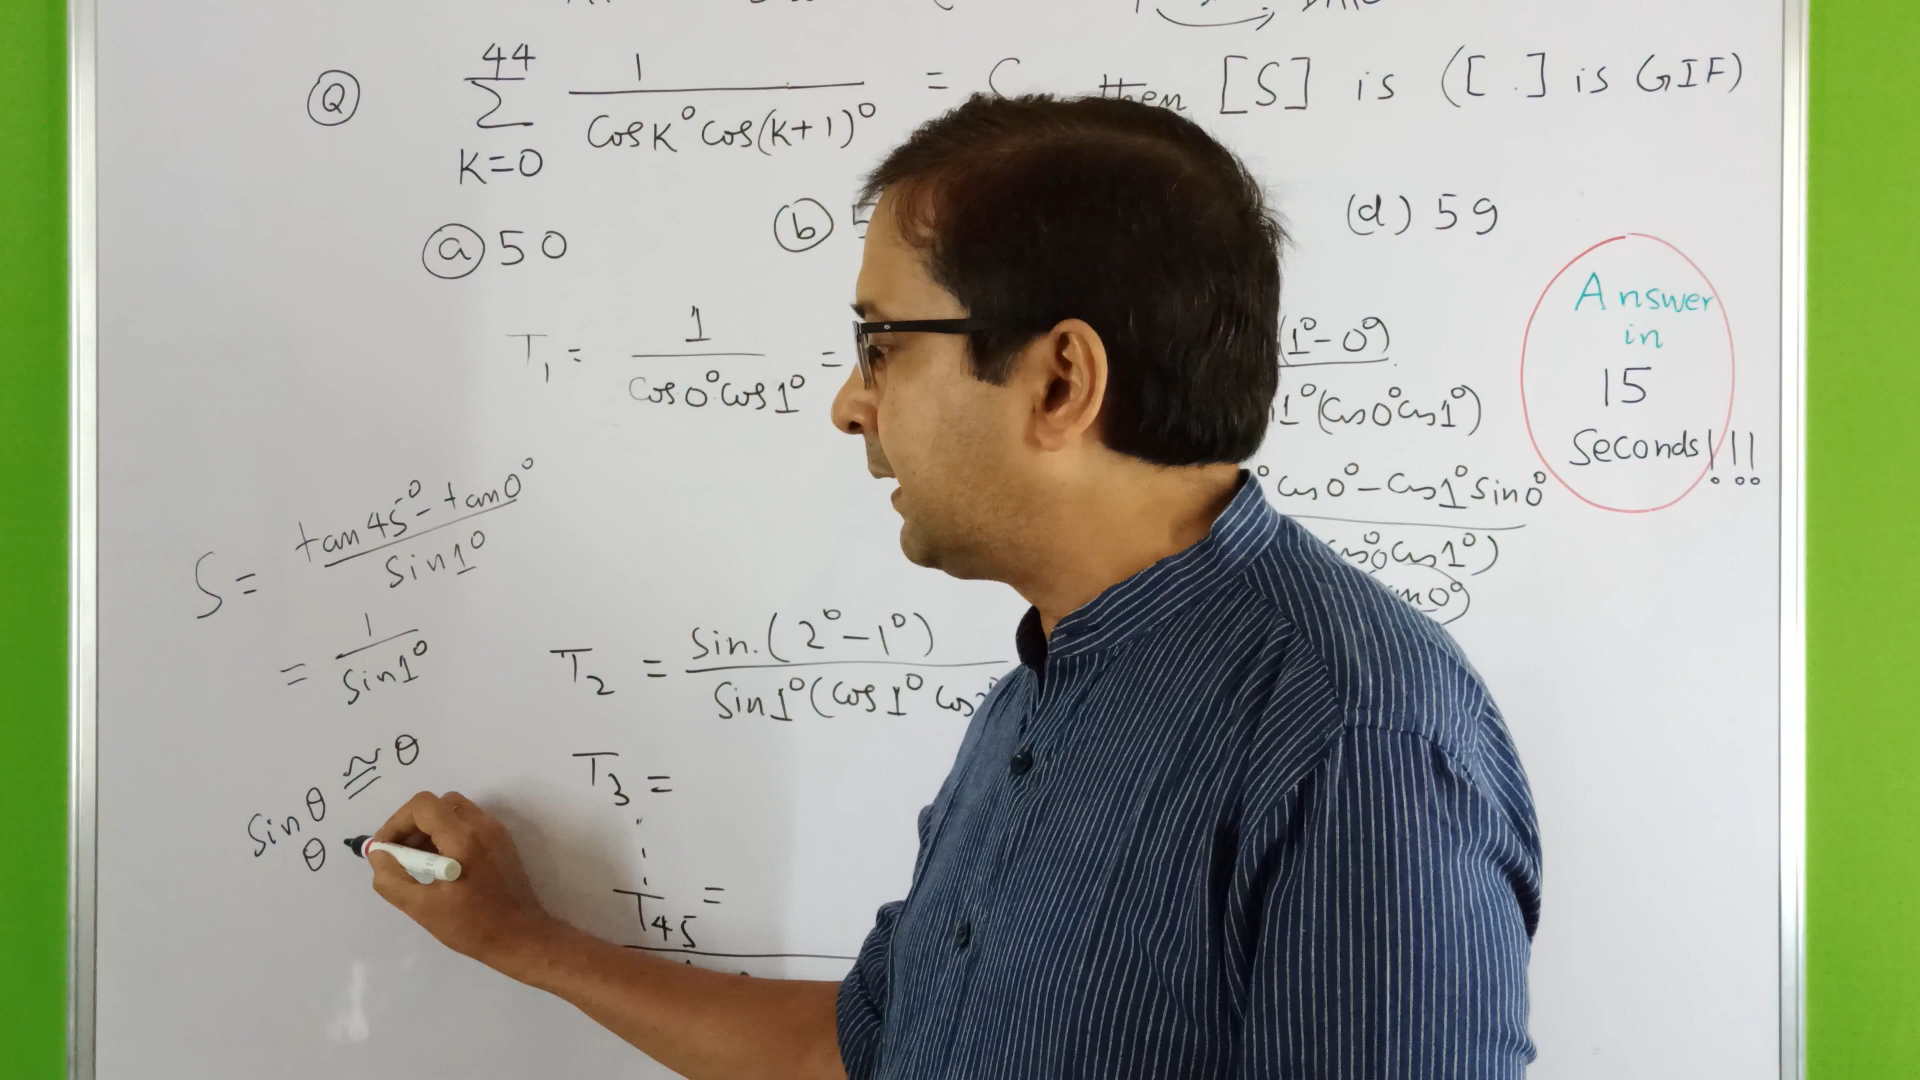 Q 44 Σ K=0 1 / Cos K° Cos(K+1)° = S then [S] is ([.] is GIF)
(a) 50 (b) 5 (d) 59
Answer
in
15
Seconds!!!
T1 = 1 / Cos0° Cos1° = (1°-0°)
1°(Cos0°Cos1°)
° Cos0° - Cos1° Sin0°
Cos0° Cos1°)
S = tan45° - tan0° / Sin1°
= 1 / Sin1°
T2 = Sin.(2°-1°) / Sin1°(Cos1° Cos
Sinθ ≅ θ
θ
T3 =
T45 =